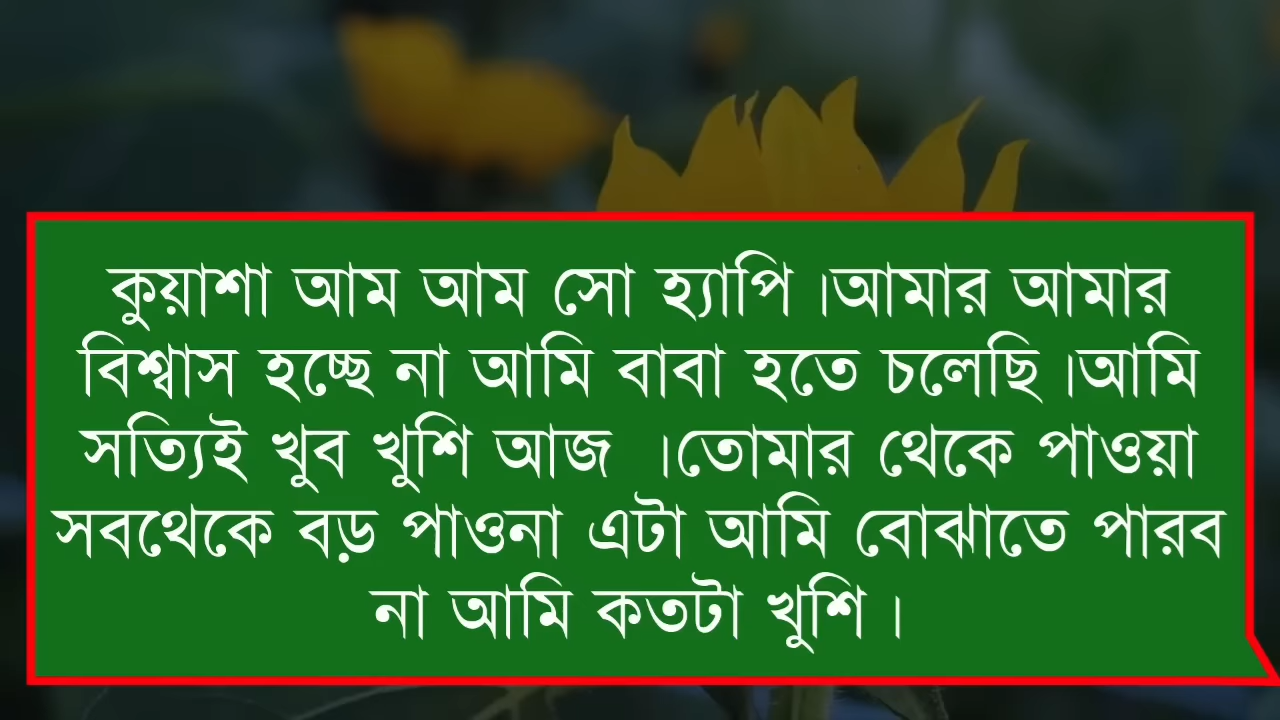 কুয়াশা আম আম সো হ্যাপি ।আমার আমার
বিশ্বাস হচ্ছে না আমি বাবা হতে চলেছি ।আমি
সত্যিই খুব খুশি আজ ।তোমার থেকে পাওয়া
সবথেকে বড় পাওনা এটা আমি বোঝাতে পারব
না আমি কতটা খুশি ।